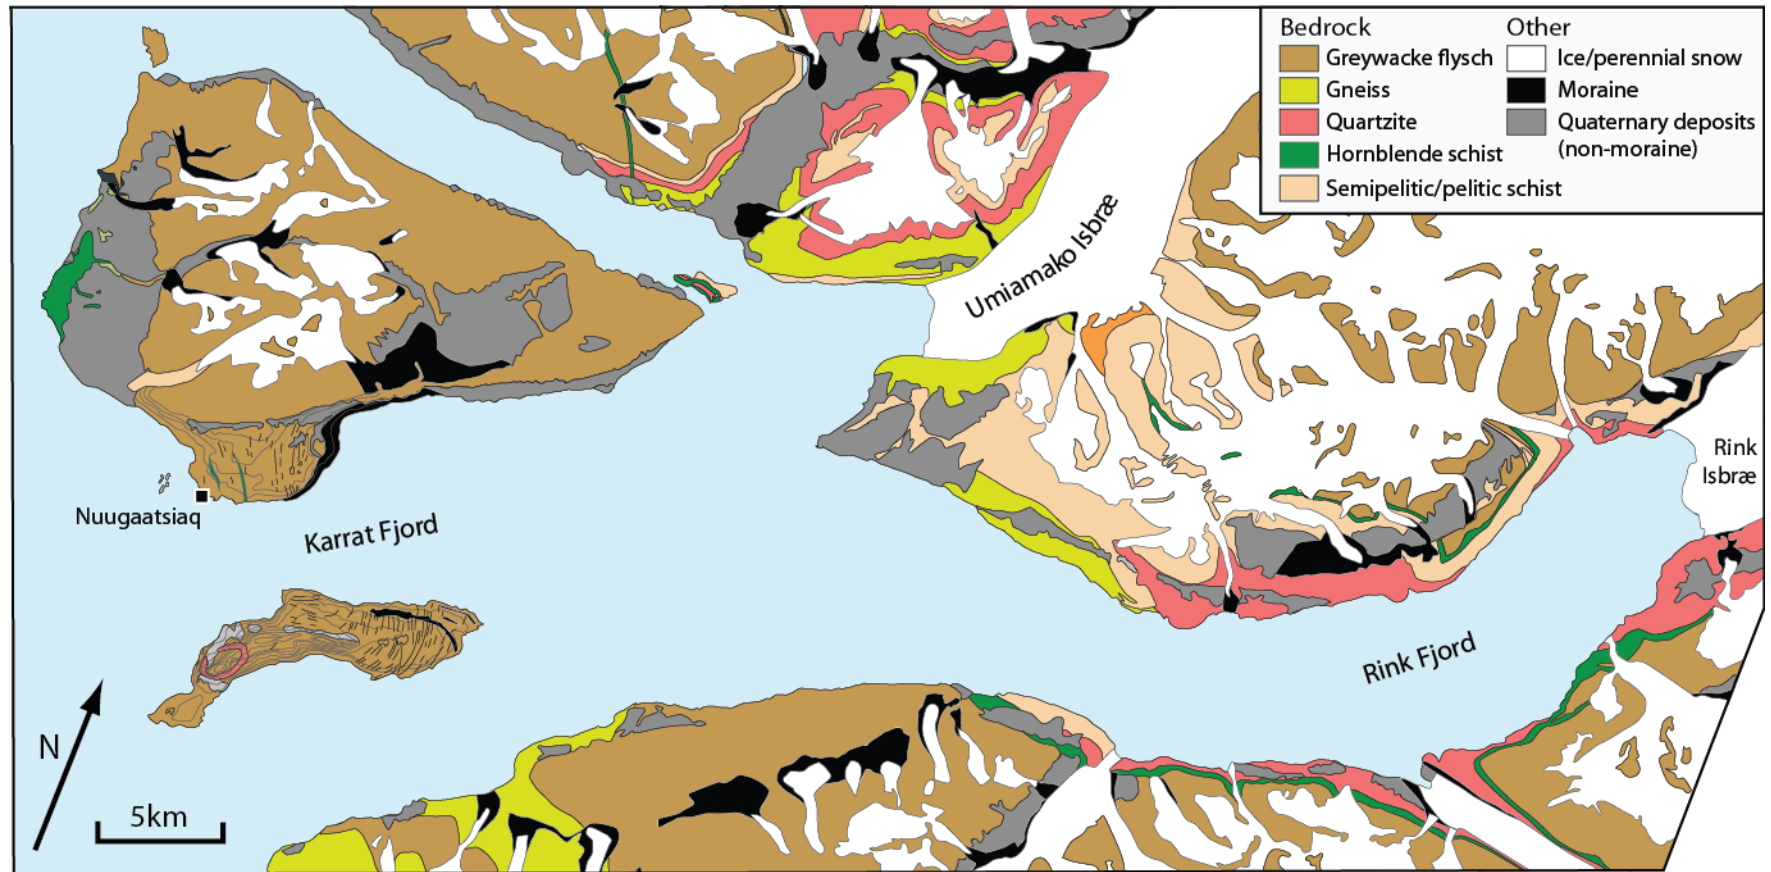 Bedrock
Other
Greywacke flysch
Ice/perennial snow
Gneiss
Moraine
Quartzite
Quaternary deposits
(non-moraine)
Hornblende schist
Semipelitic/pelitic schist
Umiamako Isbræ
Rink
Isbræ
Nuugaatsiaq
Karrat Fjord
Rink Fjord
N
5km